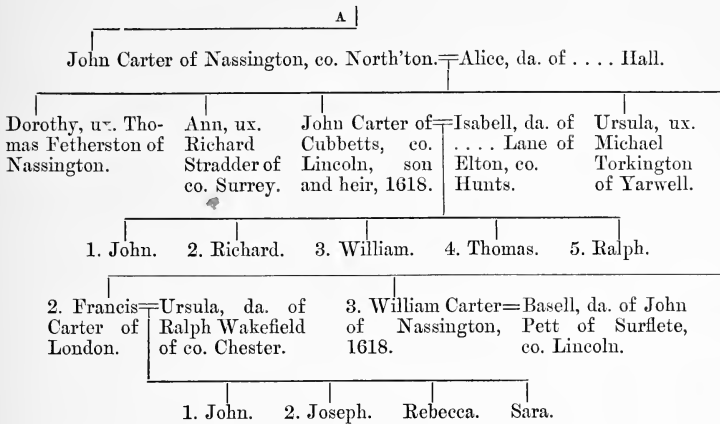 A
John Carter of Nassington, co. North'ton.=Alice, da. of . . . . Hall.
Dorothy, ux. Tho-
mas Fetherston of
Nassington.
Ann, ux.
Richard
Stradder of
co. Surrey.
John Carter of=Isabell, da. of
Cubbetts, co. . . . . Lane of
Lincoln, son Elton, co.
and heir, 1618. Hunts.
Ursula, ux.
Michael
Torkington
of Yarwell.
1. John. 2. Richard. 3. William. 4. Thomas. 5. Ralph.
2. Francis=Ursula, da. of
Carter of Ralph Wakefield
London. of co. Chester.
3. William Carter=Basell, da. of John
of Nassington, Pett of Surflete,
1618. co. Lincoln.
1. John. 2. Joseph. Rebecca. Sara.